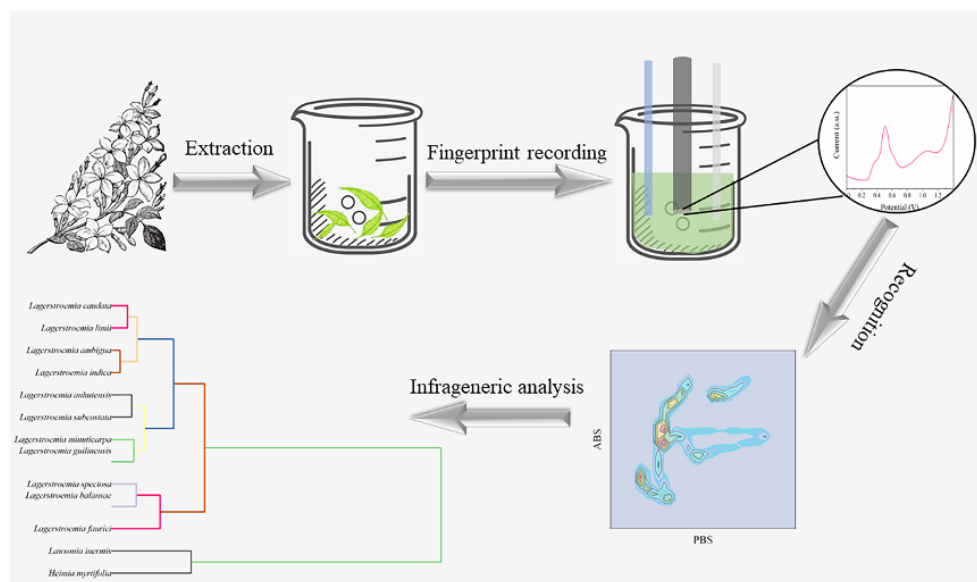 Extraction
Fingerprint recording
Current (a.u.)
0.2 0.4 0.6 0.8 1.0 1.2
Potential (V)
Recognition
ABS
PBS
Infrageneric analysis
Lagerstroemia caudata
Lagerstroemia limii
Lagerstroemia ambigua
Lagerstroemia indica
Lagerstroemia anhuiensis
Lagerstroemia subcostata
Lagerstroemia minuticarpa
Lagerstroemia guilinensis
Lagerstroemia speciosa
Lagerstroemia balansae
Lagerstroemia fauriei
Lawsonia inermis
Heimia myrtifolia